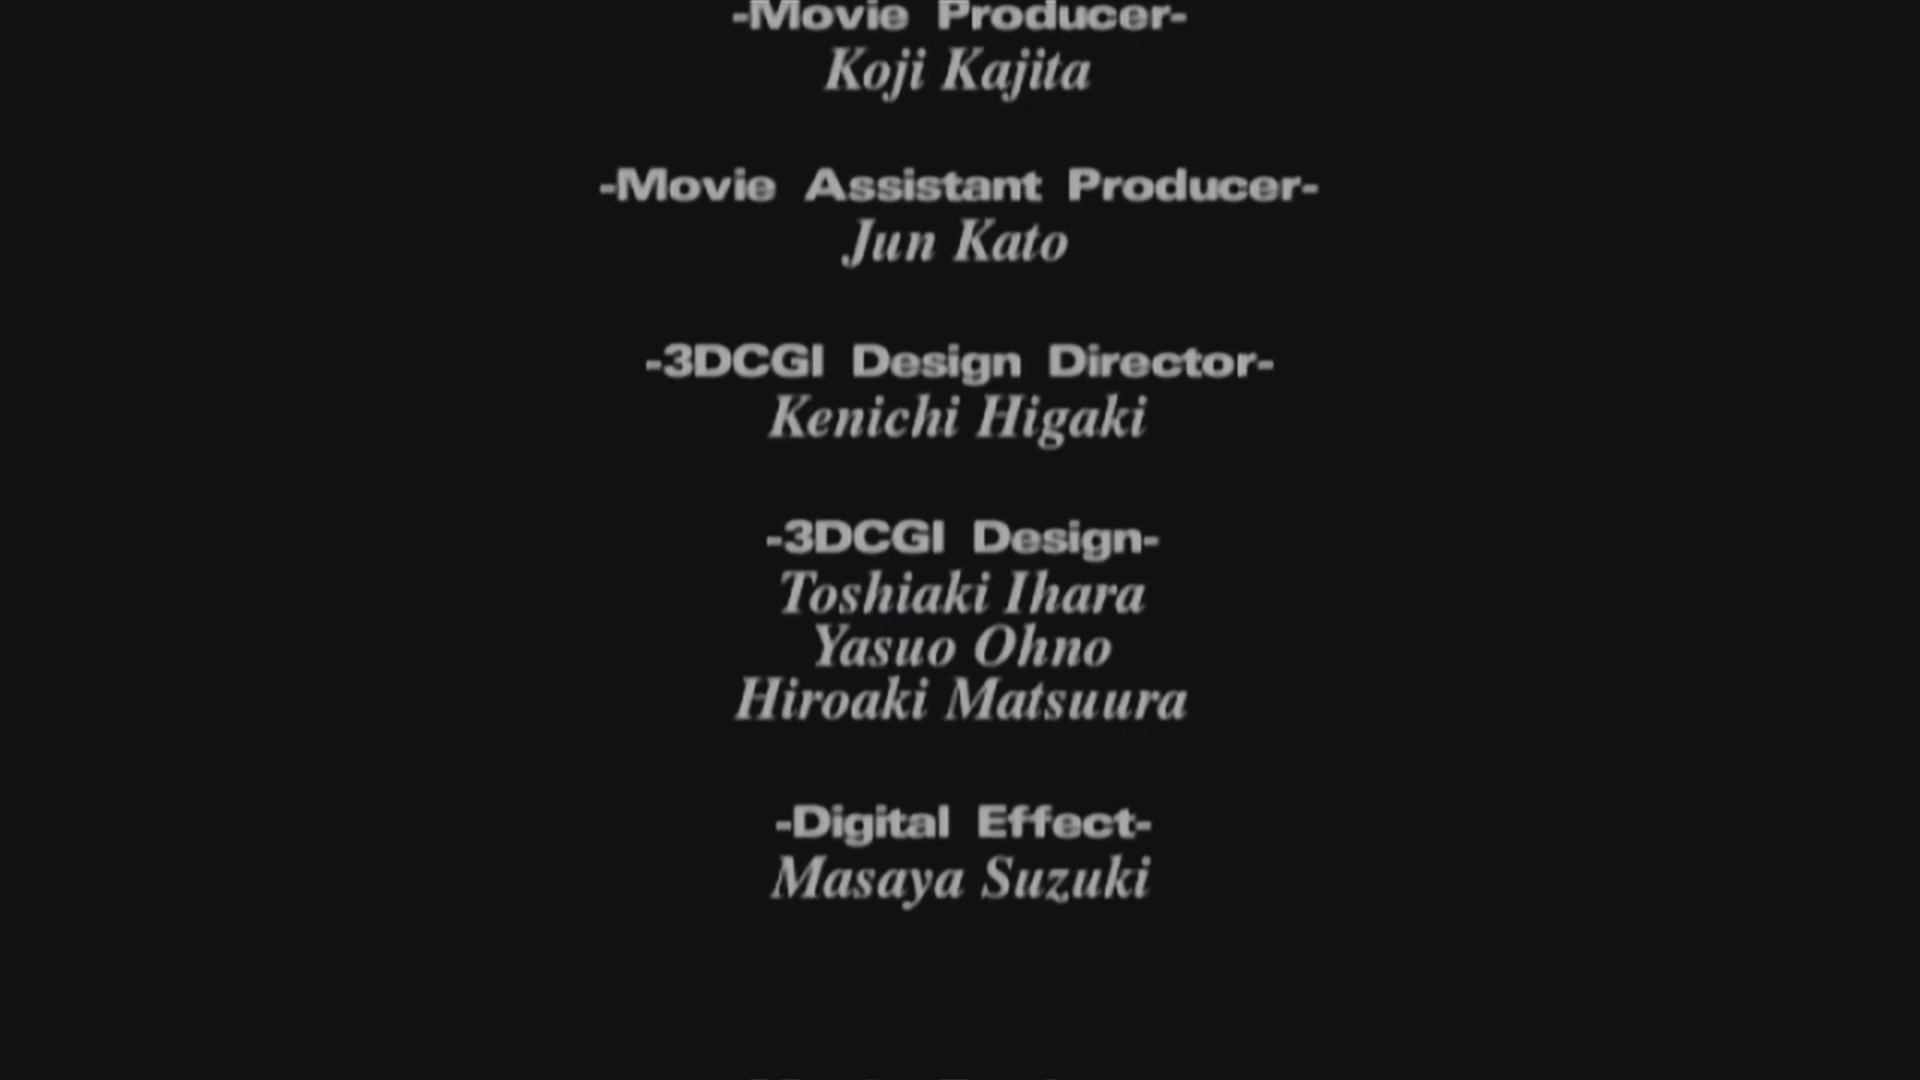 -Movie Producer-
Koji Kajita
-Movie Assistant Producer-
Jun Kato
-3DCGI Design Director-
Kenichi Higaki
-3DCGI Design-
Toshiaki Ihara
Yasuo Ohno
Hiroaki Matsuura
-Digital Effect-
Masaya Suzuki